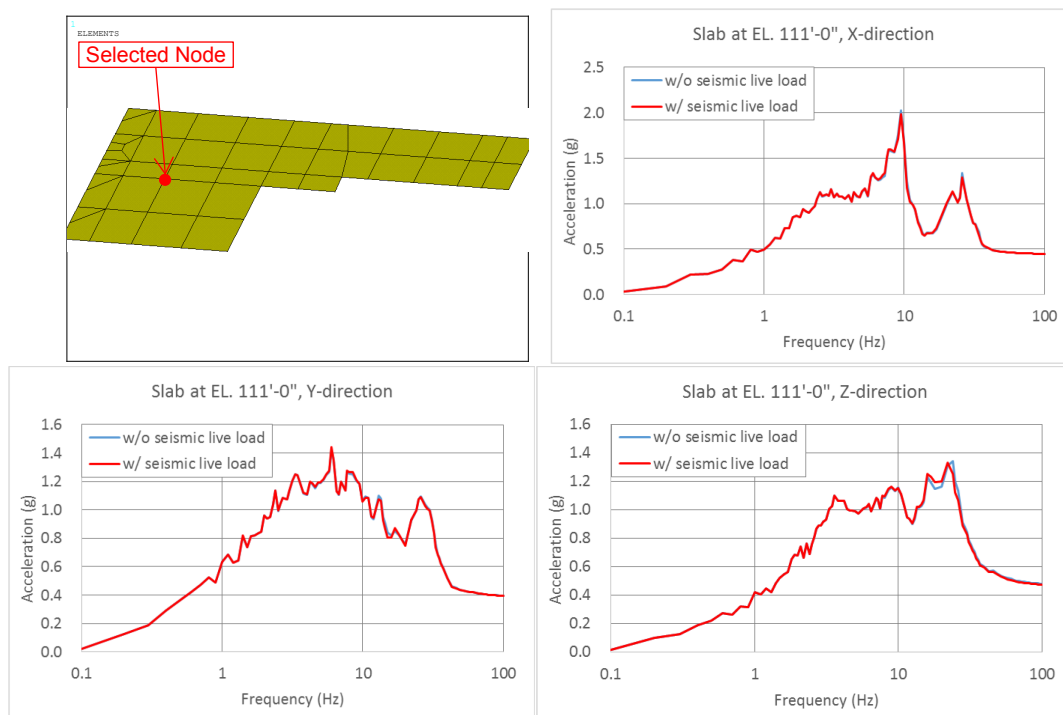 1
ELEMENTS
Selected Node
Slab at EL. 111'-0", X-direction
w/o seismic live load
w/ seismic live load
Acceleration (g)
2.5
2.0
1.5
1.0
0.5
0.0
0.1 1 10 100
Frequency (Hz)
Slab at EL. 111'-0", Y-direction
w/o seismic live load
w/ seismic live load
Acceleration (g)
1.6
1.4
1.2
1.0
0.8
0.6
0.4
0.2
0.0
0.1 1 10 100
Frequency (Hz)
Slab at EL. 111'-0", Z-direction
w/o seismic live load
w/ seismic live load
Acceleration (g)
1.6
1.4
1.2
1.0
0.8
0.6
0.4
0.2
0.0
0.1 1 10 100
Frequency (Hz)